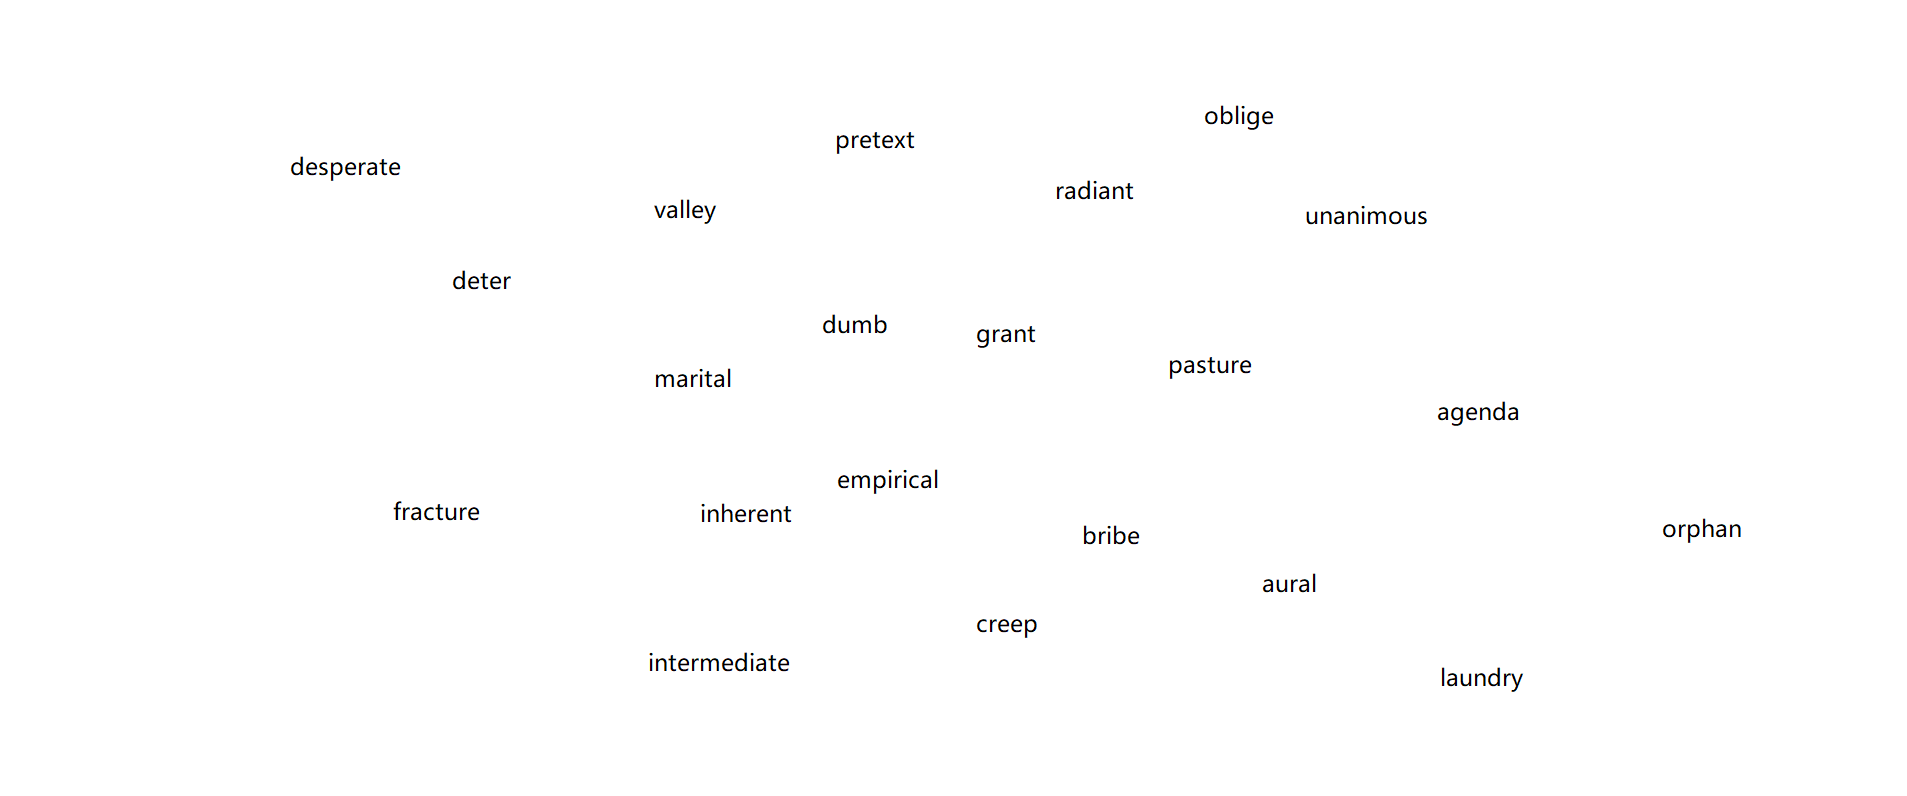 oblige
pretext
desperate
radiant
valley
unanimous
deter
dumb
grant
pasture
marital
agenda
empirical
fracture
inherent
orphan
bribe
aural
creep
intermediate
laundry